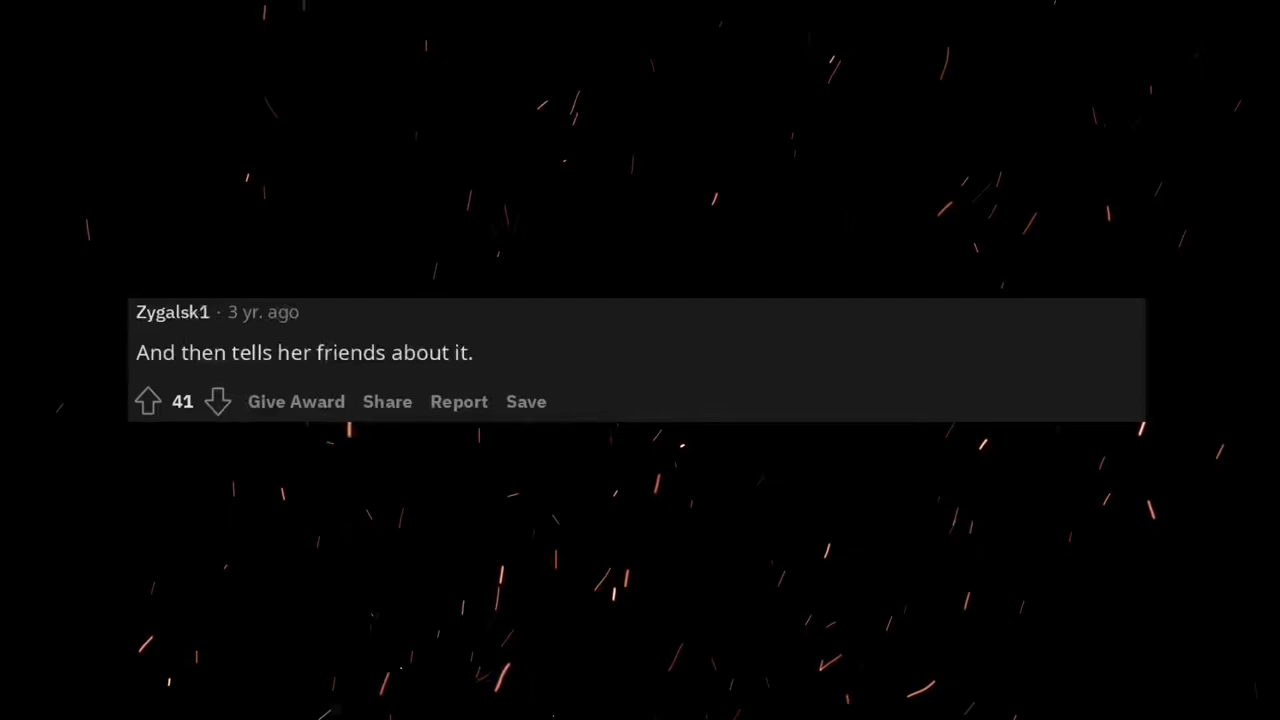 Zygalsk1 · 3 yr. ago
And then tells her friends about it.
41 Give Award Share Report Save